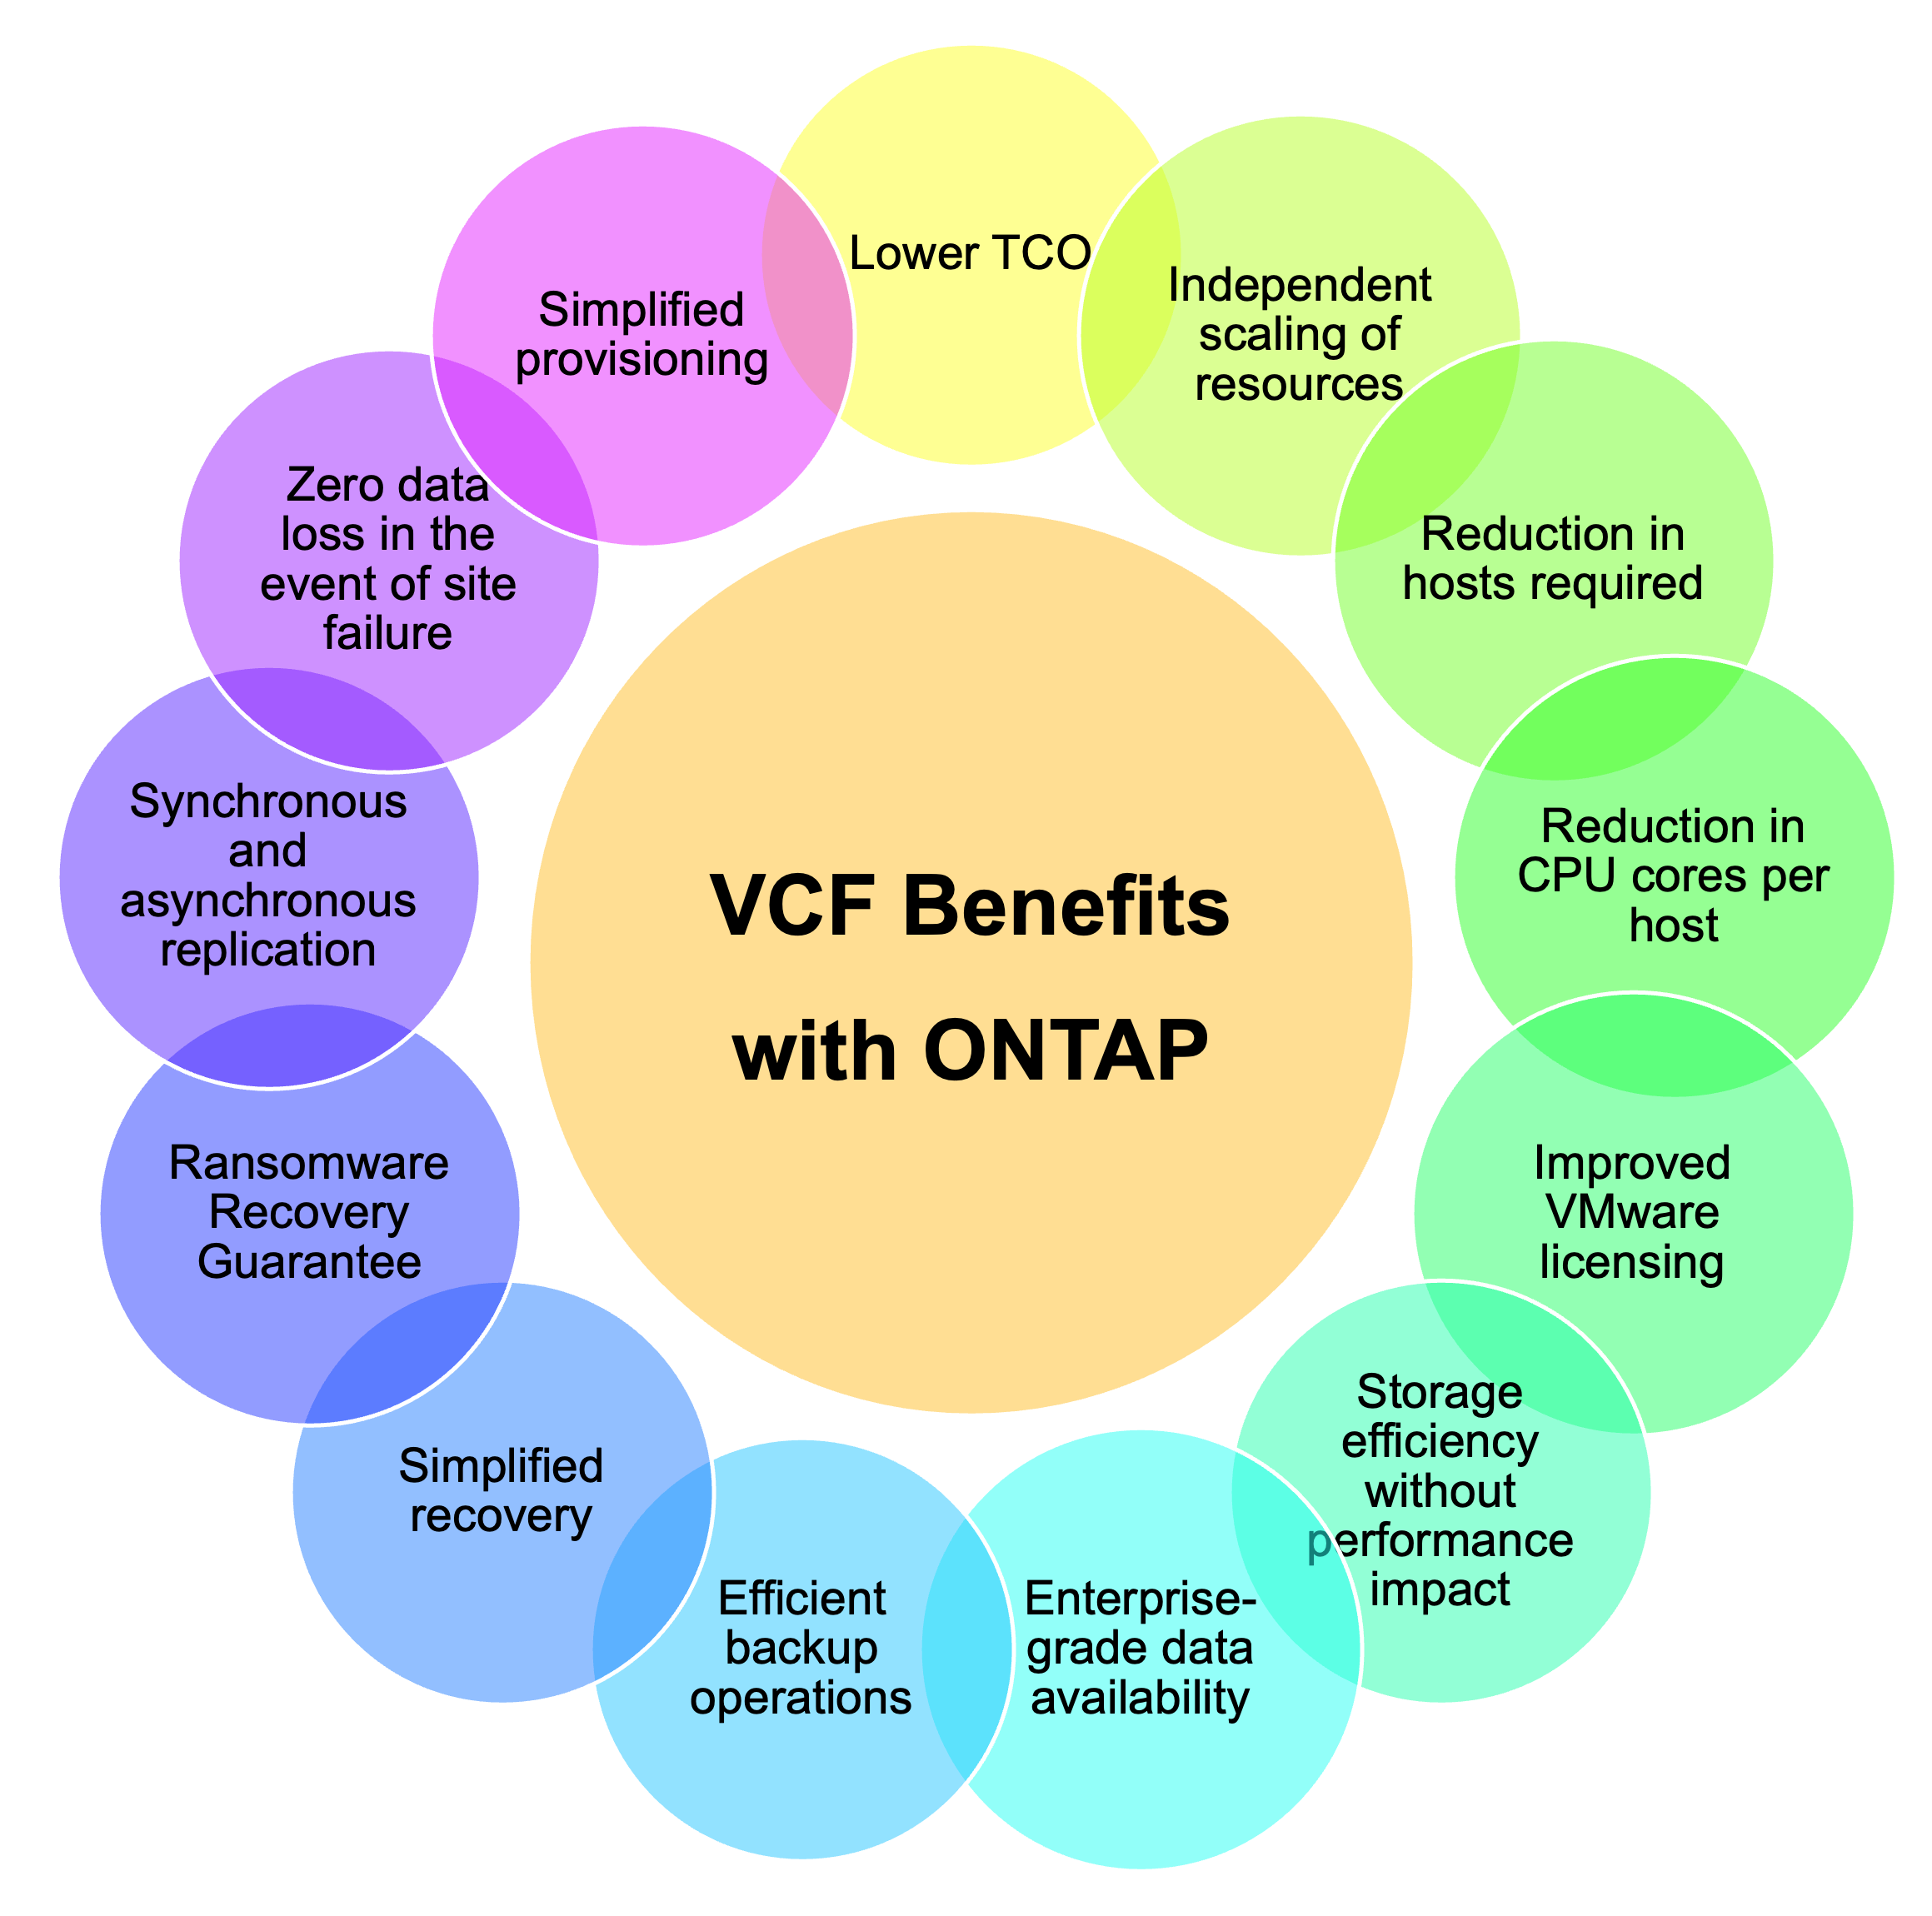 Lower TCO
Independent
scaling of
resources
Reduction in
hosts required
Reduction in
CPU cores per
host
Improved
VMware
licensing
Storage
efficiency
without
performance
impact
Enterprise-
grade data
availability
Efficient
backup
operations
Simplified
recovery
Ransomware
Recovery
Guarantee
Synchronous
and
asynchronous
replication
Zero data
loss in the
event of site
failure
Simplified
provisioning
VCF Benefits
with ONTAP